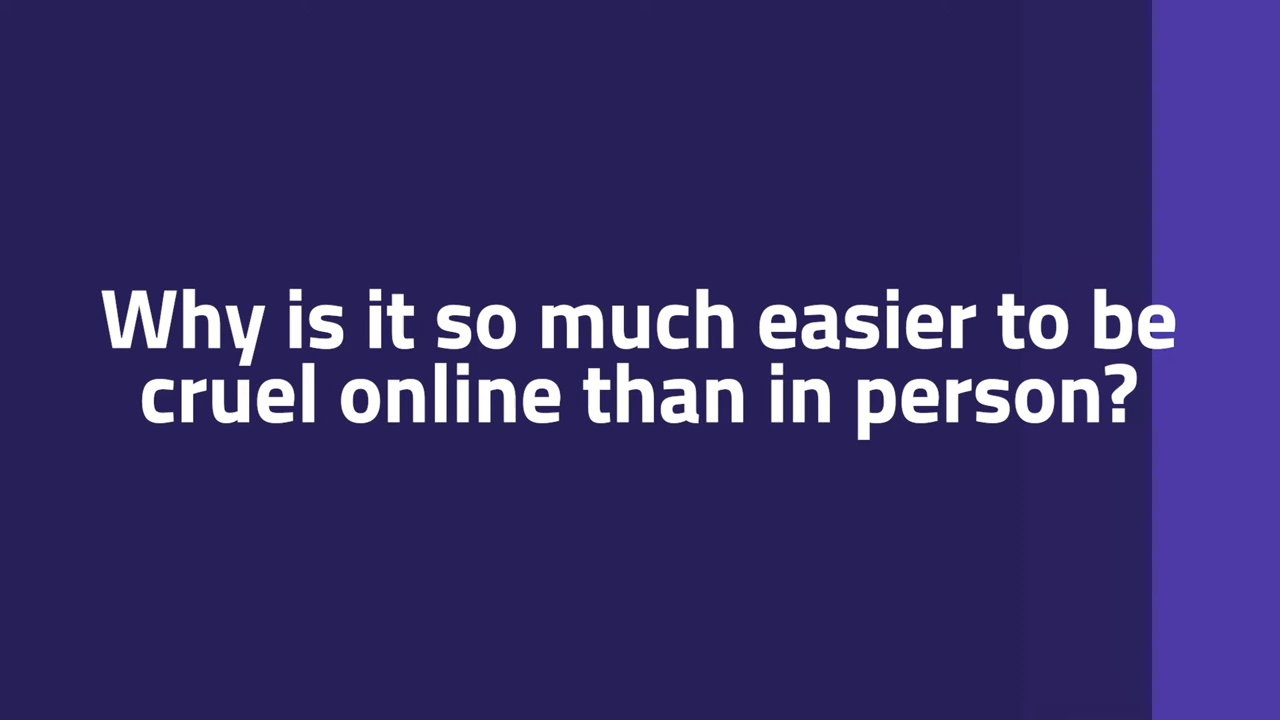 Why is it so much easier to be
cruel online than in person?